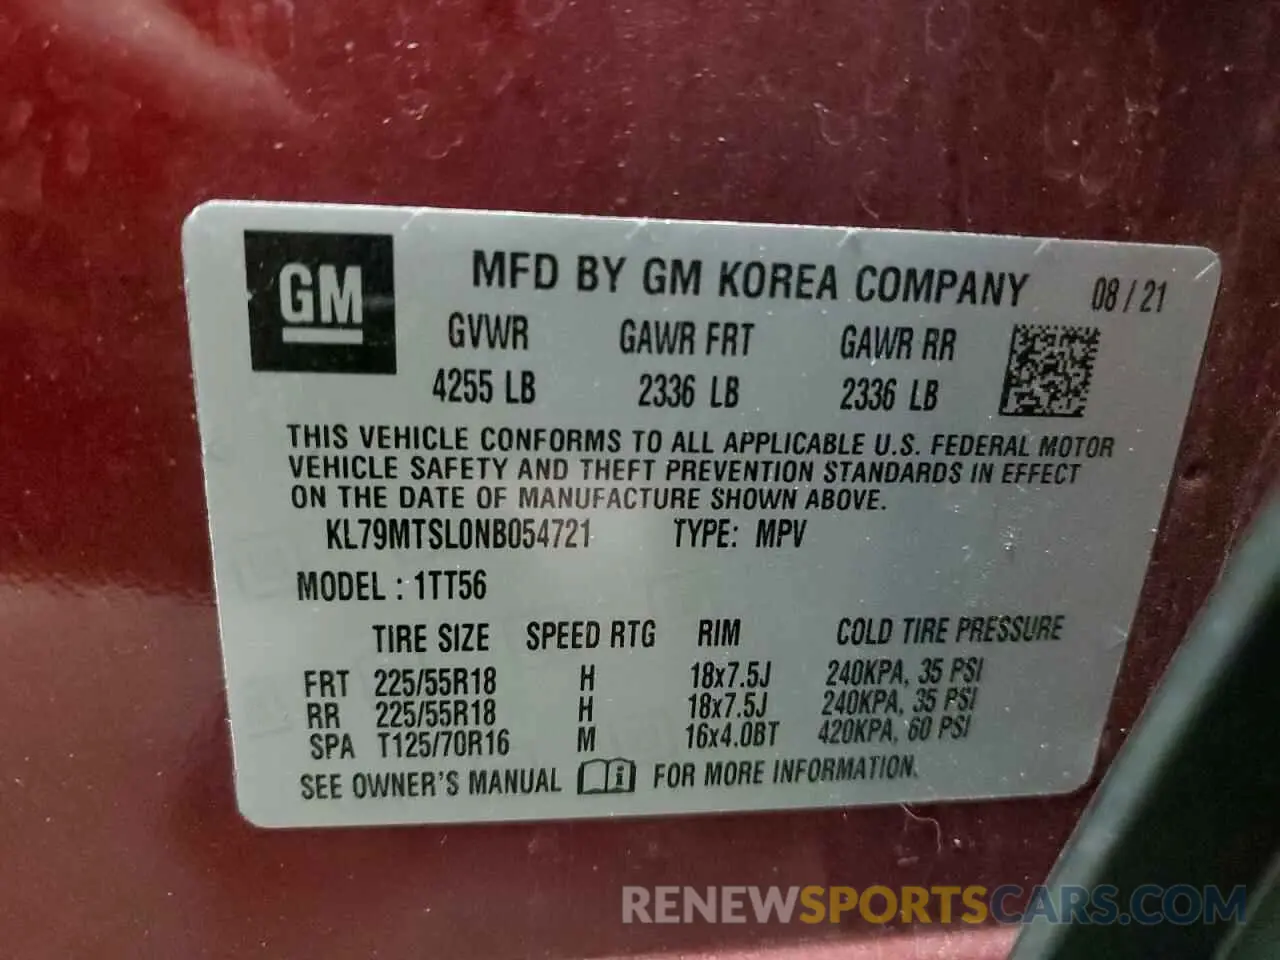 GM
MFD BY GM KOREA COMPANY 08 / 21
GVWR GAWR FRT GAWR RR
4255 LB 2336 LB 2336 LB
THIS VEHICLE CONFORMS TO ALL APPLICABLE U.S. FEDERAL MOTOR
VEHICLE SAFETY AND THEFT PREVENTION STANDARDS IN EFFECT
ON THE DATE OF MANUFACTURE SHOWN ABOVE.
KL79MTSL0NB054721 TYPE: MPV
MODEL : 1TT56
TIRE SIZE SPEED RTG RIM COLD TIRE PRESSURE
FRT 225/55R18 H 18x7.5J 240KPA, 35 PSI
RR 225/55R18 H 18x7.5J 240KPA, 35 PSI
SPA T125/70R16 M 16x4.0BT 420KPA, 60 PSI
SEE OWNER'S MANUAL i FOR MORE INFORMATION.
RENEWSPORTSCARS.COM